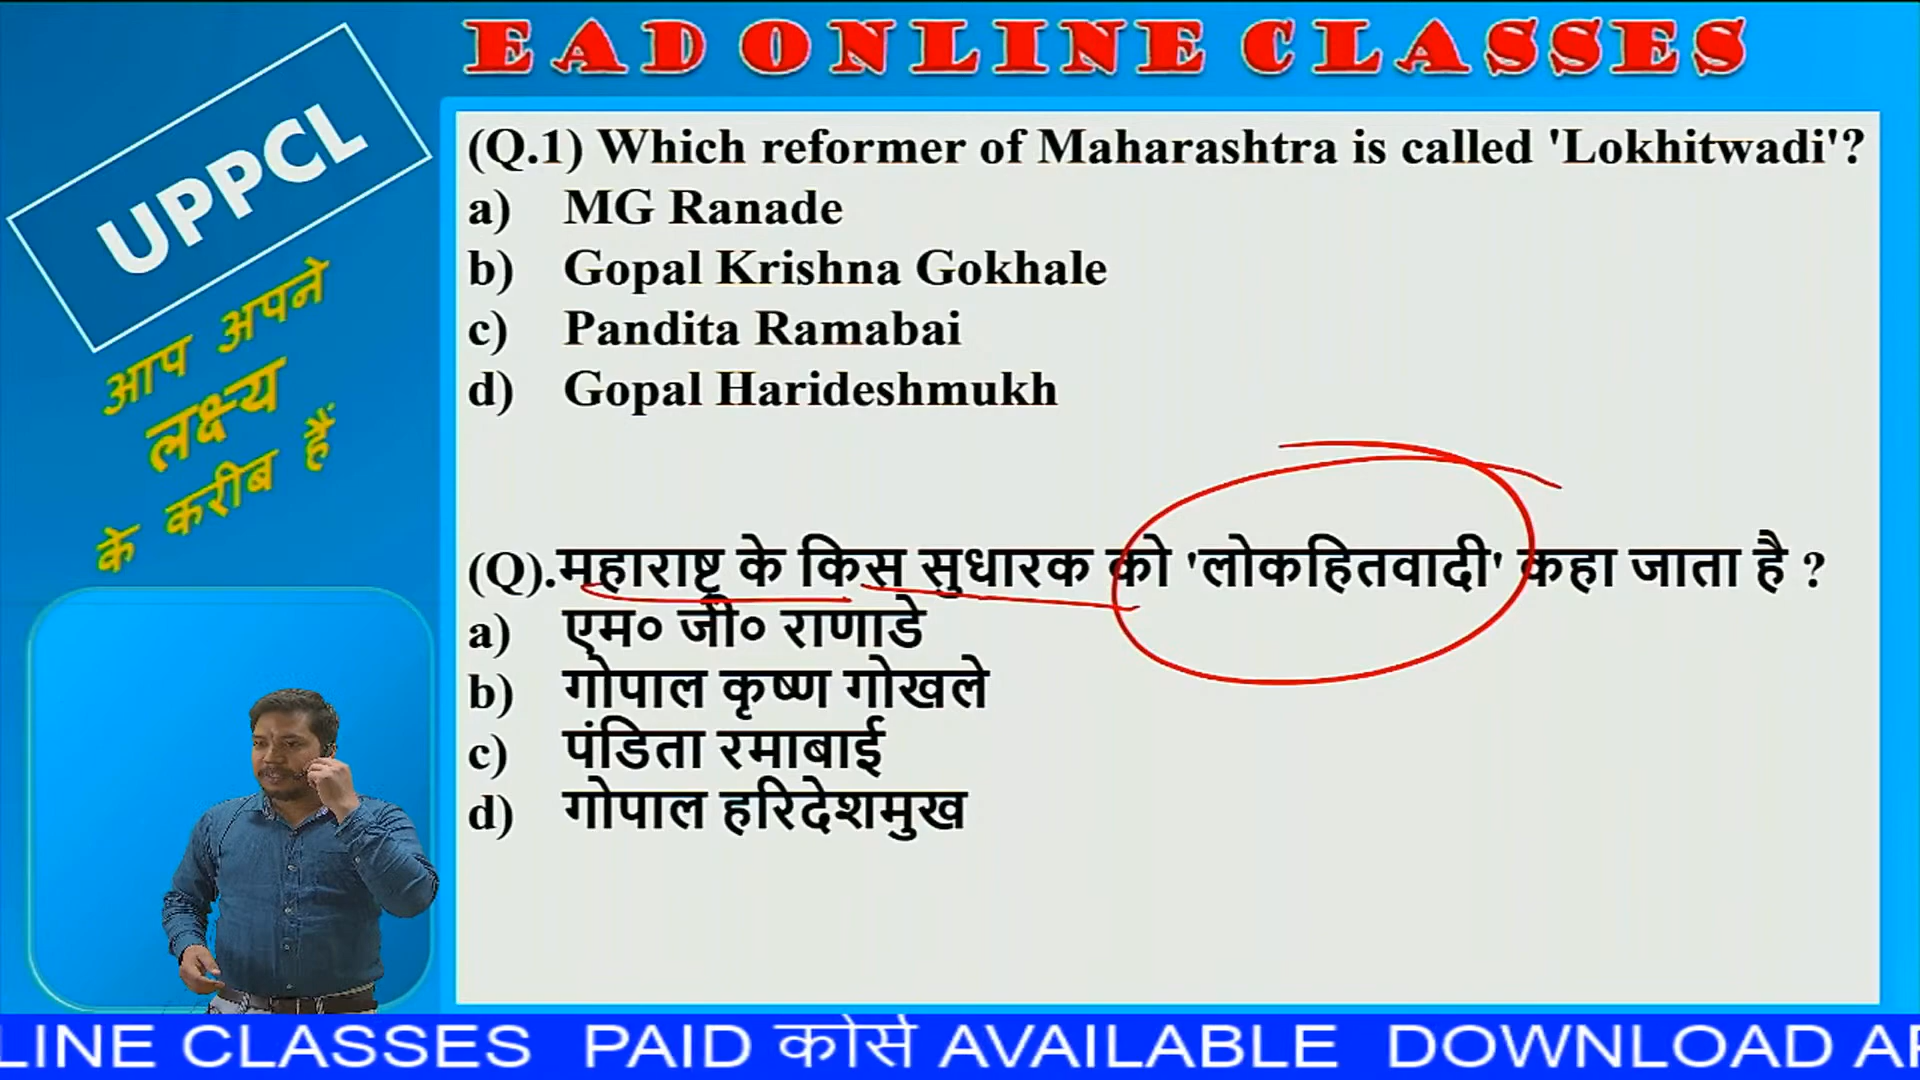 EAD ONLINE CLASSES
UPPCL
आप अपने
लक्ष्य
के करीब हैं
(Q.1) Which reformer of Maharashtra is called 'Lokhitwadi'?
a) MG Ranade
b) Gopal Krishna Gokhale
c) Pandita Ramabai
d) Gopal Harideshmukh
(Q).महाराष्ट्र के किस सुधारक को 'लोकहितवादी' कहा जाता है ?
a) एम० जी० राणाडे
b) गोपाल कृष्ण गोखले
c) पंडिता रमाबाई
d) गोपाल हरिदेशमुख
LINE CLASSES PAID कोर्स AVAILABLE DOWNLOAD